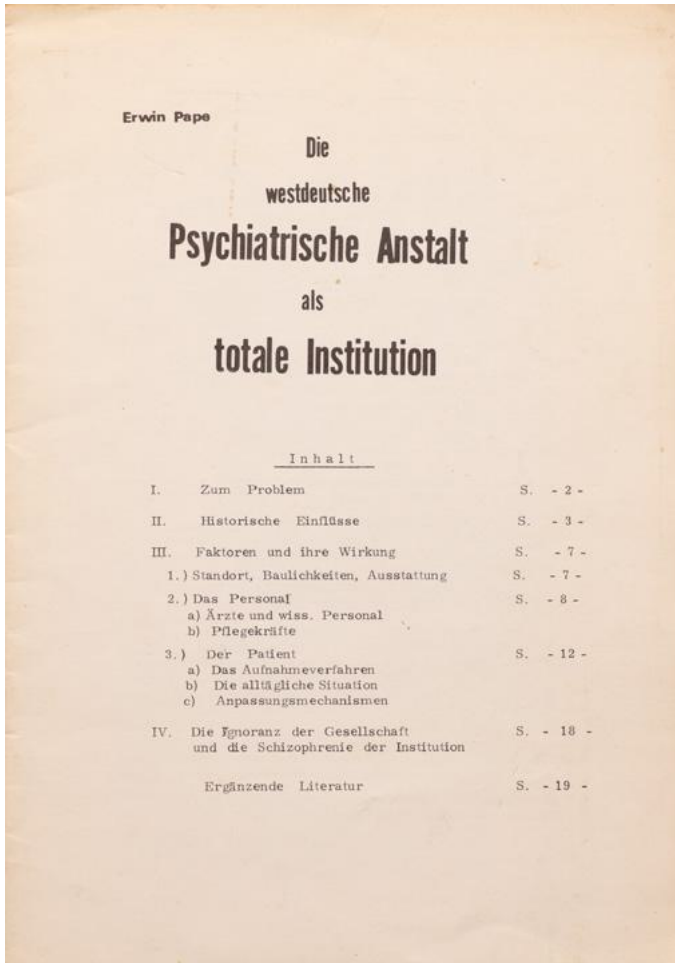 Erwin Pape
Die
westdeutsche
Psychiatrische Anstalt
als
totale Institution
Inhalt
I. Zum Problem S. - 2 -
II. Historische Einflüsse S. - 3 -
III. Faktoren und ihre Wirkung S. - 7 -
1.) Standort, Baulichkeiten, Ausstattung S. - 7 -
2.) Das Personal S. - 8 -
a) Ärzte und wiss. Personal
b) Pflegekräfte
3.) Der Patient S. - 12 -
a) Das Aufnahmeverfahren
b) Die alltägliche Situation
c) Anpassungsmechanismen
IV. Die Ignoranz der Gesellschaft S. - 18 -
und die Schizophrenie der Institution
Ergänzende Literatur S. - 19 -